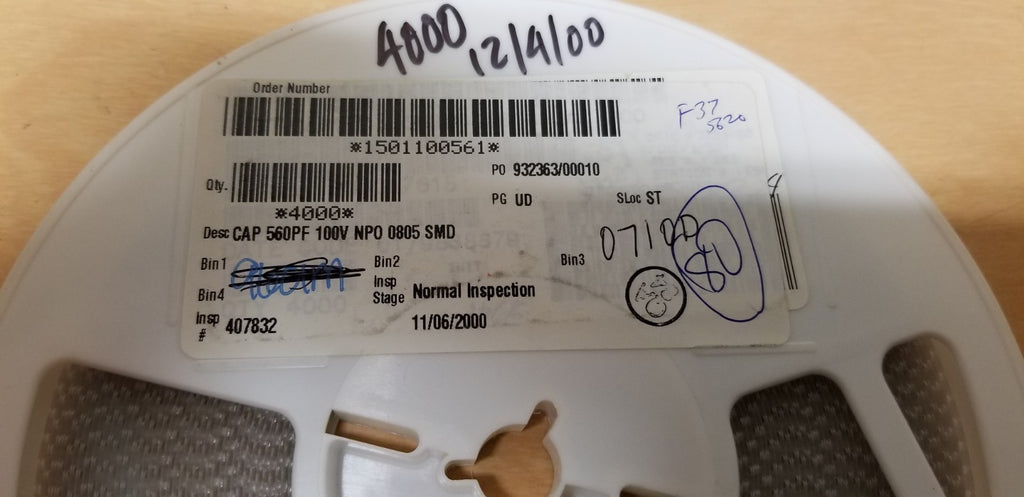 4000 12/4/00
Order Number
*1501100561*
F37
5620
PO 932363/00010
Qty.
*4000*
PG UD
SLoc ST
Desc CAP 560PF 100V NPO 0805 SMD
Bin1
Bin2
Bin3
0710D
80
Bin4
Insp Stage Normal Inspection
Insp # 407832
11/06/2000